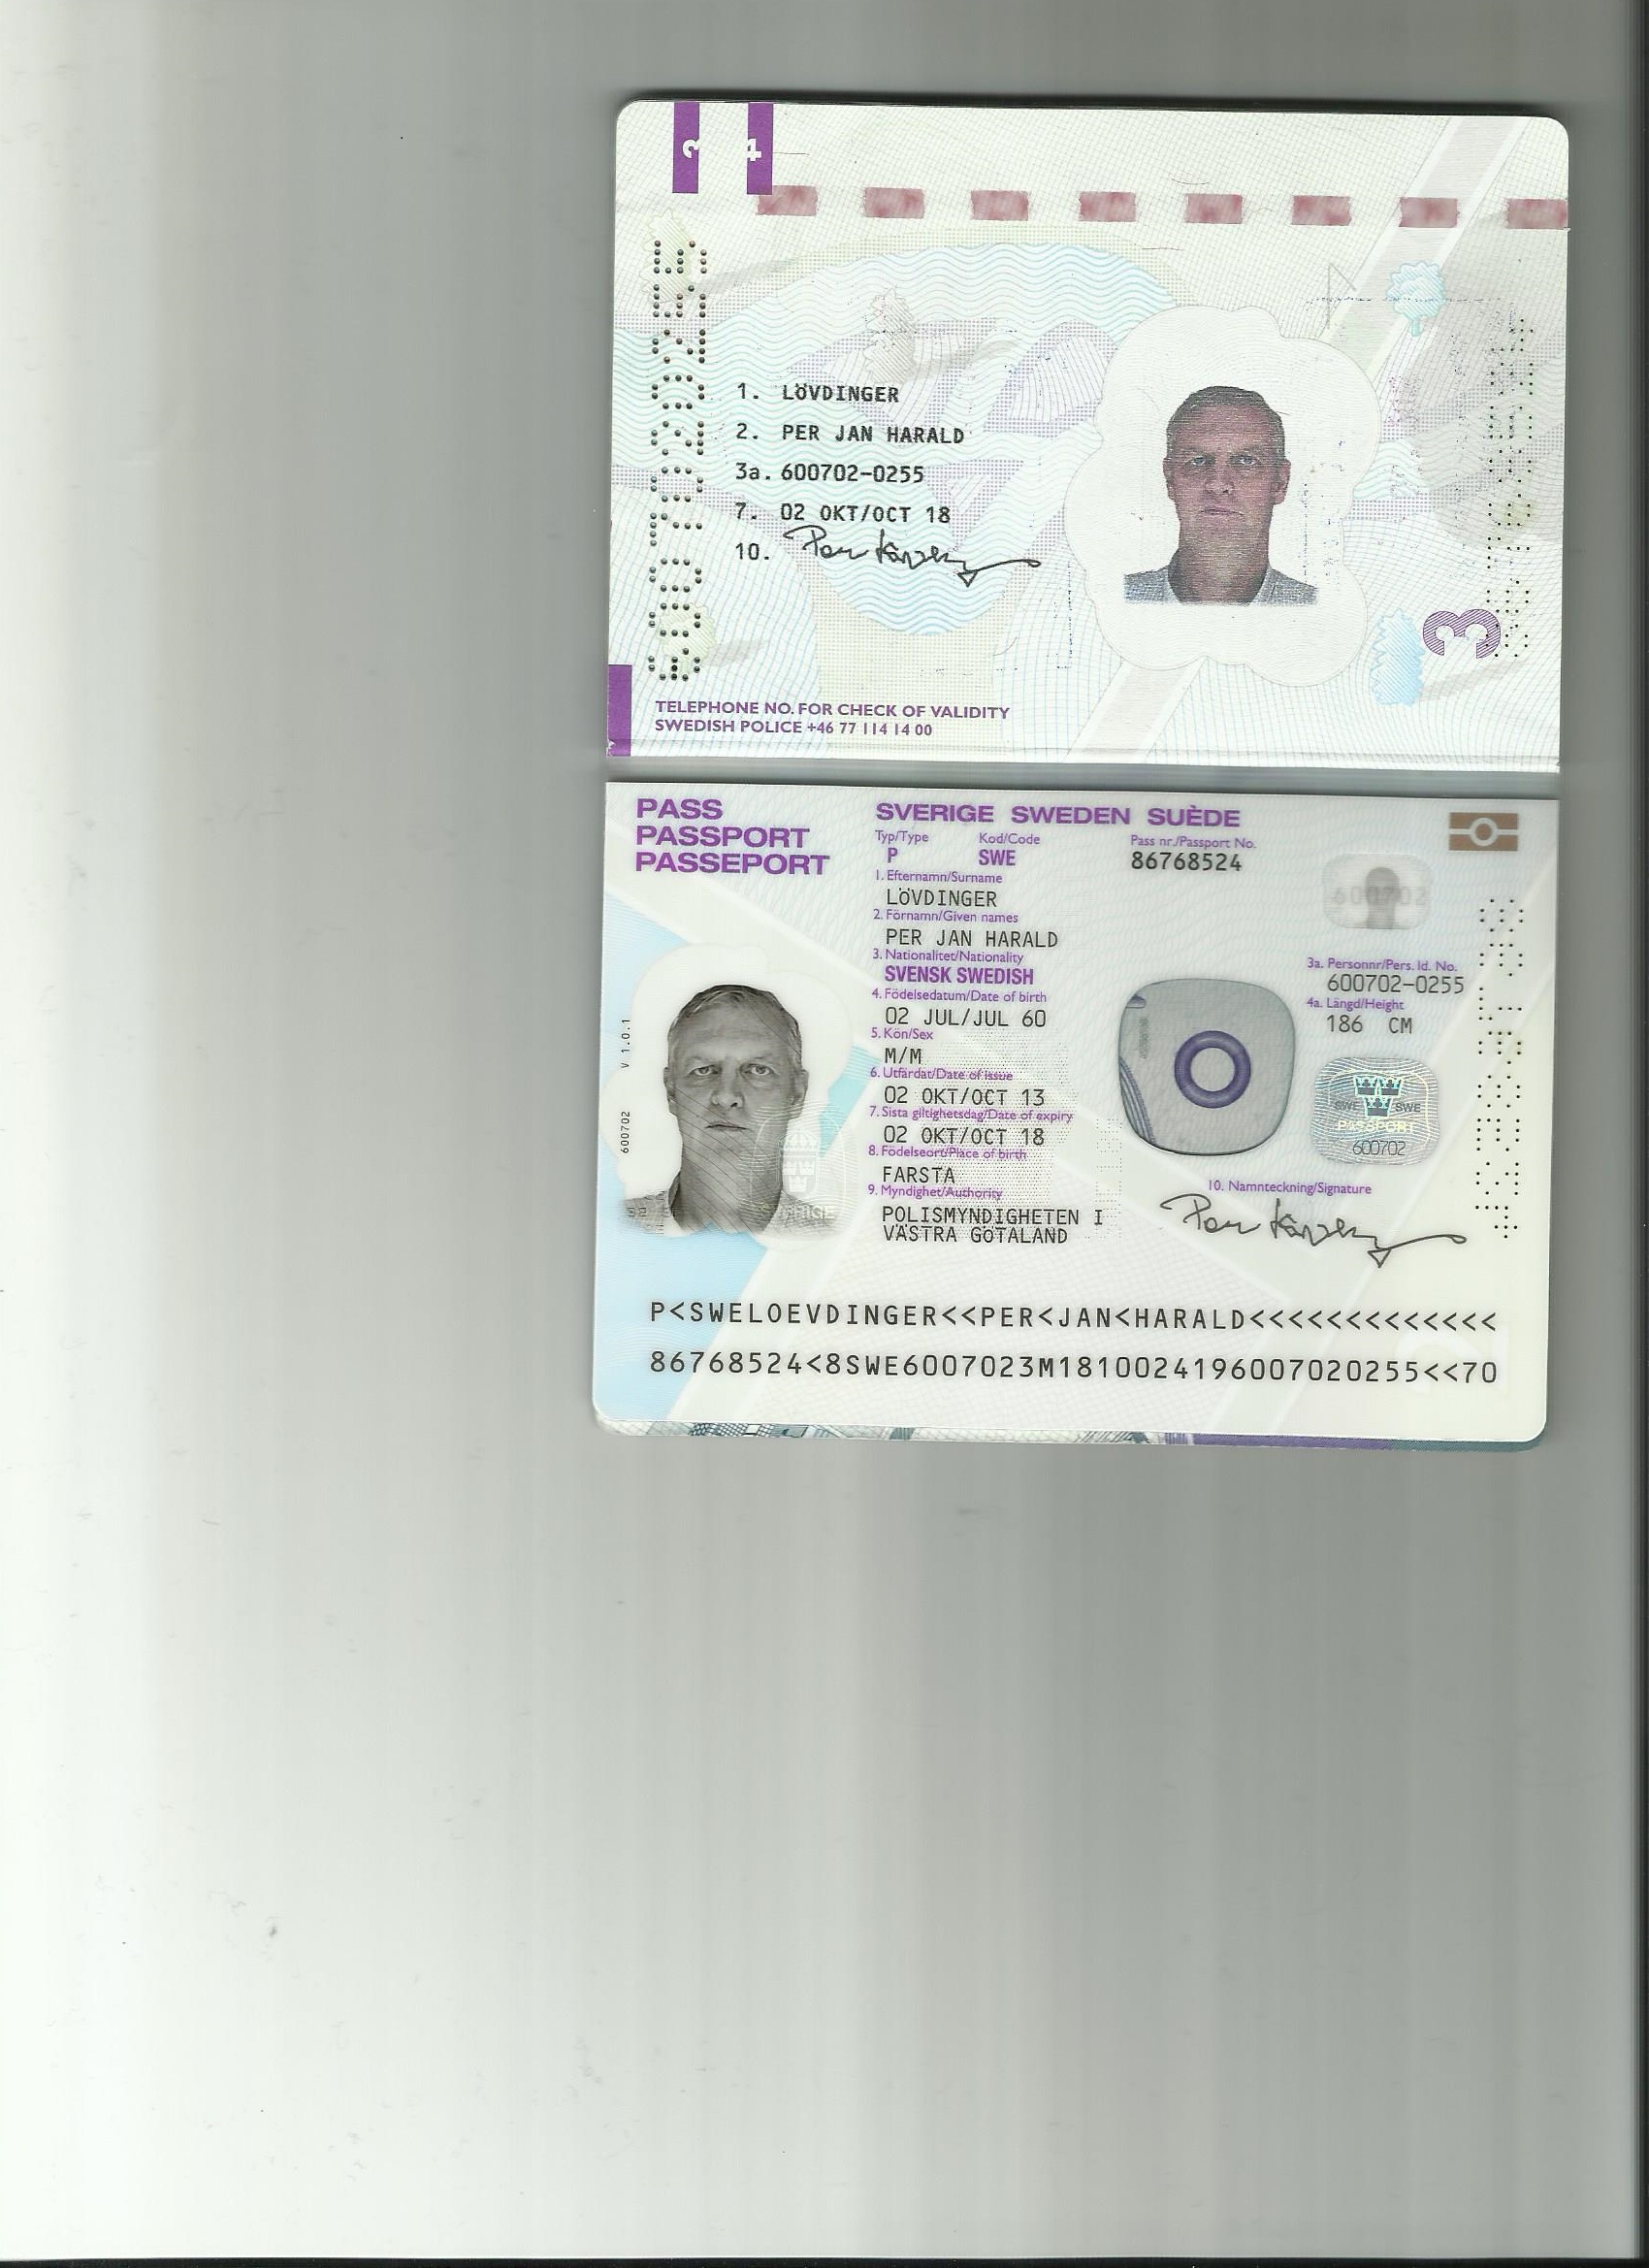 3 4
1. LÖVDINGER
2. PER JAN HARALD
3a. 600702-0255
7. 02 OKT/OCT 18
10.
3
TELEPHONE NO. FOR CHECK OF VALIDITY
SWEDISH POLICE +46 77 114 14 00
PASS
PASSPORT
PASSEPORT
SVERIGE SWEDEN SUÈDE
Typ/Type Kod/Code Pass nr./Passport No.
P SWE 86768524
1. Efternamn/Surname
LÖVDINGER
600702
2. Förnamn/Given names
PER JAN HARALD
3. Nationalitet/Nationality
SVENSK SWEDISH
3a. Personnr/Pers. Id. No.
600702-0255
4. Födelsedatum/Date of birth
02 JUL/JUL 60
4a. Längd/Height
186 CM
5. Kön/Sex
M/M
6. Utfärdat/Date of issue
02 OKT/OCT 13
7. Sista giltighetsdag/Date of expiry
02 OKT/OCT 18
8. Födelseort/Place of birth
FARSTA
9. Myndighet/Authority
POLISMYNDIGHETEN I
VÄSTRA GÖTALAND
10. Namnteckning/Signature
600702 V 1.0.1
SWE SWE
PASSPORT
600702
SVERIGE
P<SWELOEVDINGER<<PER<JAN<HARALD<<<<<<<<<<<<<
86768524<8SWE6007023M1810024196007020255<<70